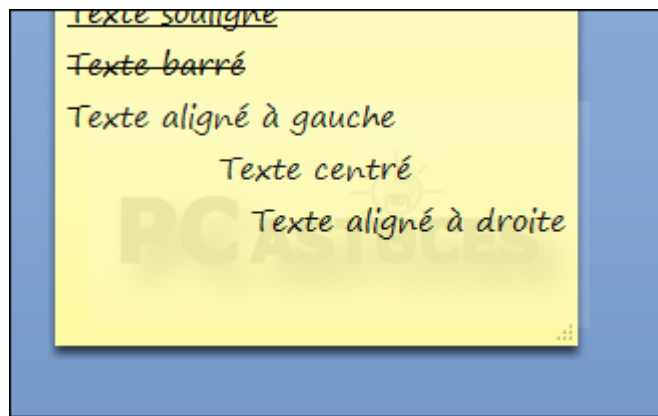 Texte souligné
Texte barré
Texte aligné à gauche
Texte centré
Texte aligné à droite
PC ASTUCES